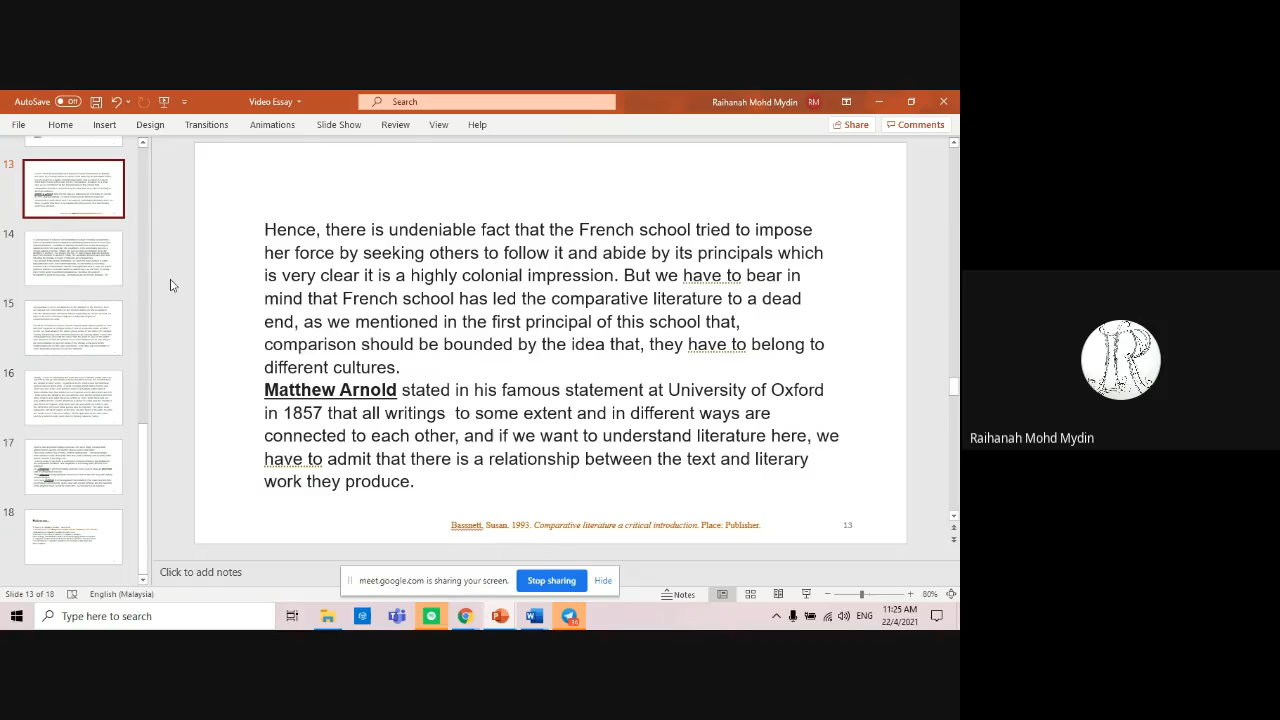 AutoSave Off Video Essay Search Raihanah Mohd Mydin RM
File Home Insert Design Transitions Animations Slide Show Review View Help Share Comments
13
14
15
16
17
18
Hence, there is undeniable fact that the French school tried to impose
her force by seeking others to follow it and abide by its principals which
is very clear it is a highly colonial impression. But we have to bear in
mind that French school has led the comparative literature to a dead
end, as we mentioned in the first principal of this school that,
comparison should be bounded by the idea that, they have to belong to
different cultures.
Matthew Arnold stated in his famous statement at University of Oxford
in 1857 that all writings to some extent and in different ways are
connected to each other, and if we want to understand literature here, we
have to admit that there is relationship between the text and literary
work they produce.
Bassnett, Susan. 1993. Comparative literature a critical introduction. Place: Publisher.
13
Click to add notes
meet.google.com is sharing your screen. Stop sharing Hide
Slide 13 of 18 English (Malaysia) Notes 80%
Type here to search ENG 11:25 AM
22/4/2021
R
Raihanah Mohd Mydin